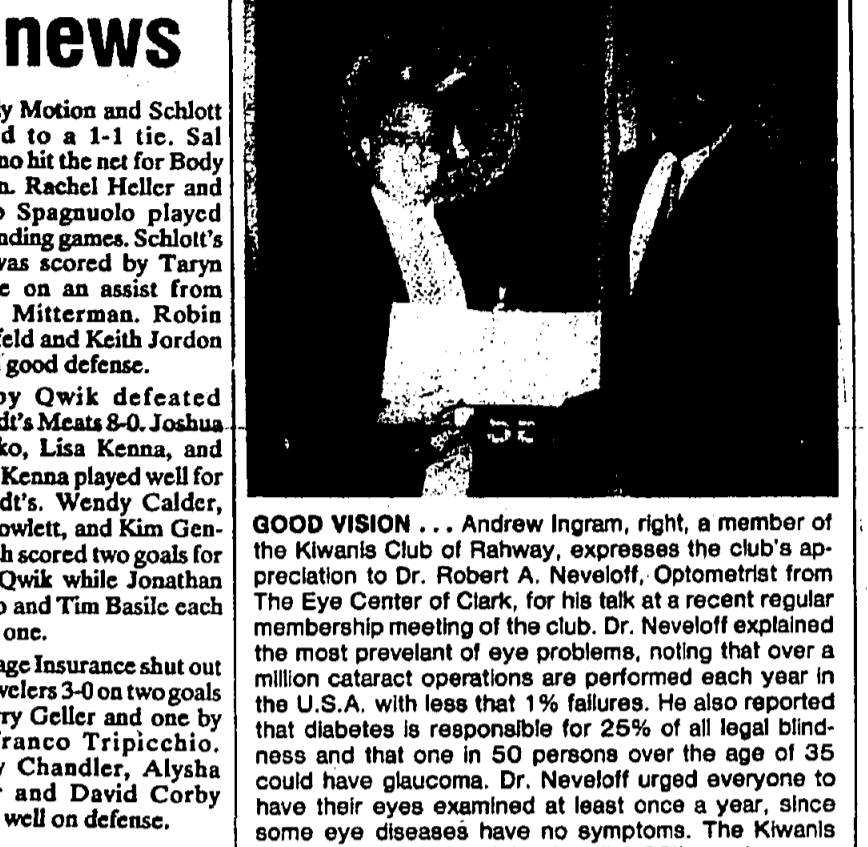 news
y Motion and Schlott
d to a 1-1 tie. Sal
no hit the net for Body
n. Rachel Heller and
o Spagnuolo played
nding games. Schlott's
was scored by Taryn
e on an assist from
Mitterman. Robin
feld and Keith Jordon
good defense.
by Qwik defeated
dt's Meats 8-0. Joshua
ko, Lisa Kenna, and
Kenna played well for
dt's. Wendy Calder,
owlett, and Kim Gen-
h scored two goals for
Qwik while Jonathan
o and Tim Basile each
one.
age Insurance shut out
velers 3-0 on two goals
ry Geller and one by
ranco Tripicchio.
y Chandler, Alysha
r and David Corby
well on defense.
GOOD VISION ... Andrew Ingram, right, a member of
the Kiwanis Club of Rahway, expresses the club's ap-
preciation to Dr. Robert A. Neveloff, Optometrist from
The Eye Center of Clark, for his talk at a recent regular
membership meeting of the club. Dr. Neveloff explained
the most prevelant of eye problems, noting that over a
million cataract operations are performed each year in
the U.S.A. with less that 1% failures. He also reported
that diabetes is responsible for 25% of all legal blind-
ness and that one in 50 persons over the age of 35
could have glaucoma. Dr. Neveloff urged everyone to
have their eyes examined at least once a year, since
some eye diseases have no symptoms. The Kiwanis